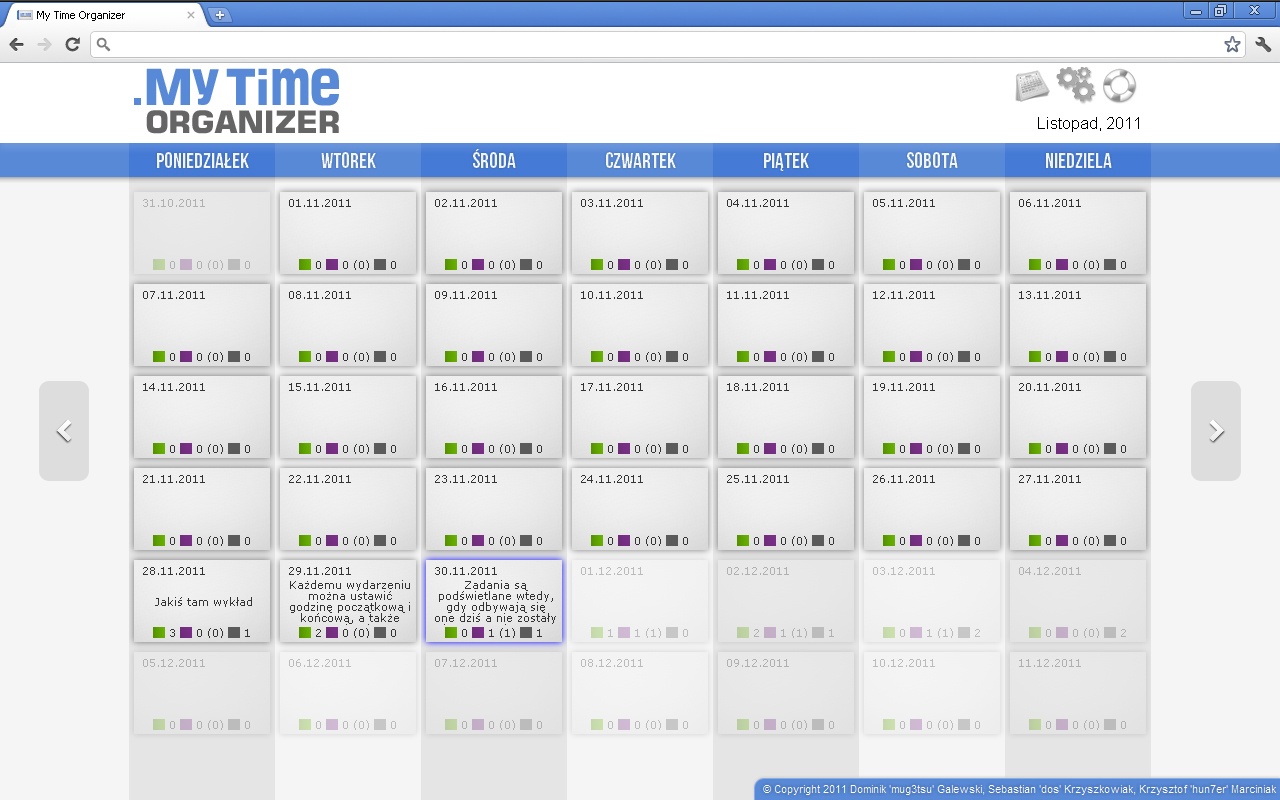 My Time Organizer
.My Time
ORGANIZER
Listopad, 2011
PONIEDZIAŁEK WTOREK ŚRODA CZWARTEK PIĄTEK SOBOTA NIEDZIELA
31.10.2011 01.11.2011 02.11.2011 03.11.2011 04.11.2011 05.11.2011 06.11.2011
0 0 (0) 0 0 0 (0) 0 0 0 (0) 0 0 0 (0) 0 0 0 (0) 0 0 0 (0) 0 0 0 (0) 0
07.11.2011 08.11.2011 09.11.2011 10.11.2011 11.11.2011 12.11.2011 13.11.2011
0 0 (0) 0 0 0 (0) 0 0 0 (0) 0 0 0 (0) 0 0 0 (0) 0 0 0 (0) 0 0 0 (0) 0
14.11.2011 15.11.2011 16.11.2011 17.11.2011 18.11.2011 19.11.2011 20.11.2011
0 0 (0) 0 0 0 (0) 0 0 0 (0) 0 0 0 (0) 0 0 0 (0) 0 0 0 (0) 0 0 0 (0) 0
21.11.2011 22.11.2011 23.11.2011 24.11.2011 25.11.2011 26.11.2011 27.11.2011
0 0 (0) 0 0 0 (0) 0 0 0 (0) 0 0 0 (0) 0 0 0 (0) 0 0 0 (0) 0 0 0 (0) 0
28.11.2011
Jakiś tam wykład
3 0 (0) 1
29.11.2011
Każdemu wydarzeniu
można ustawić
godzinę początkową i
końcową, a także
2 0 (0) 0
30.11.2011
Zadania są
podświetlane wtedy,
gdy odbywają się
one dziś a nie zostały
0 1 (1) 1
01.12.2011
1 1 (1) 0
02.12.2011
2 1 (1) 1
03.12.2011
0 1 (1) 2
04.12.2011
0 0 (0) 2
05.12.2011 06.12.2011 07.12.2011 08.12.2011 09.12.2011 10.12.2011 11.12.2011
0 0 (0) 0 0 0 (0) 0 0 0 (0) 0 0 0 (0) 0 0 0 (0) 0 0 0 (0) 0 0 0 (0) 0
© Copyright 2011 Dominik 'mug3tsu' Galewski, Sebastian 'dos' Krzyszkowiak, Krzysztof 'hun7er' Marciniak